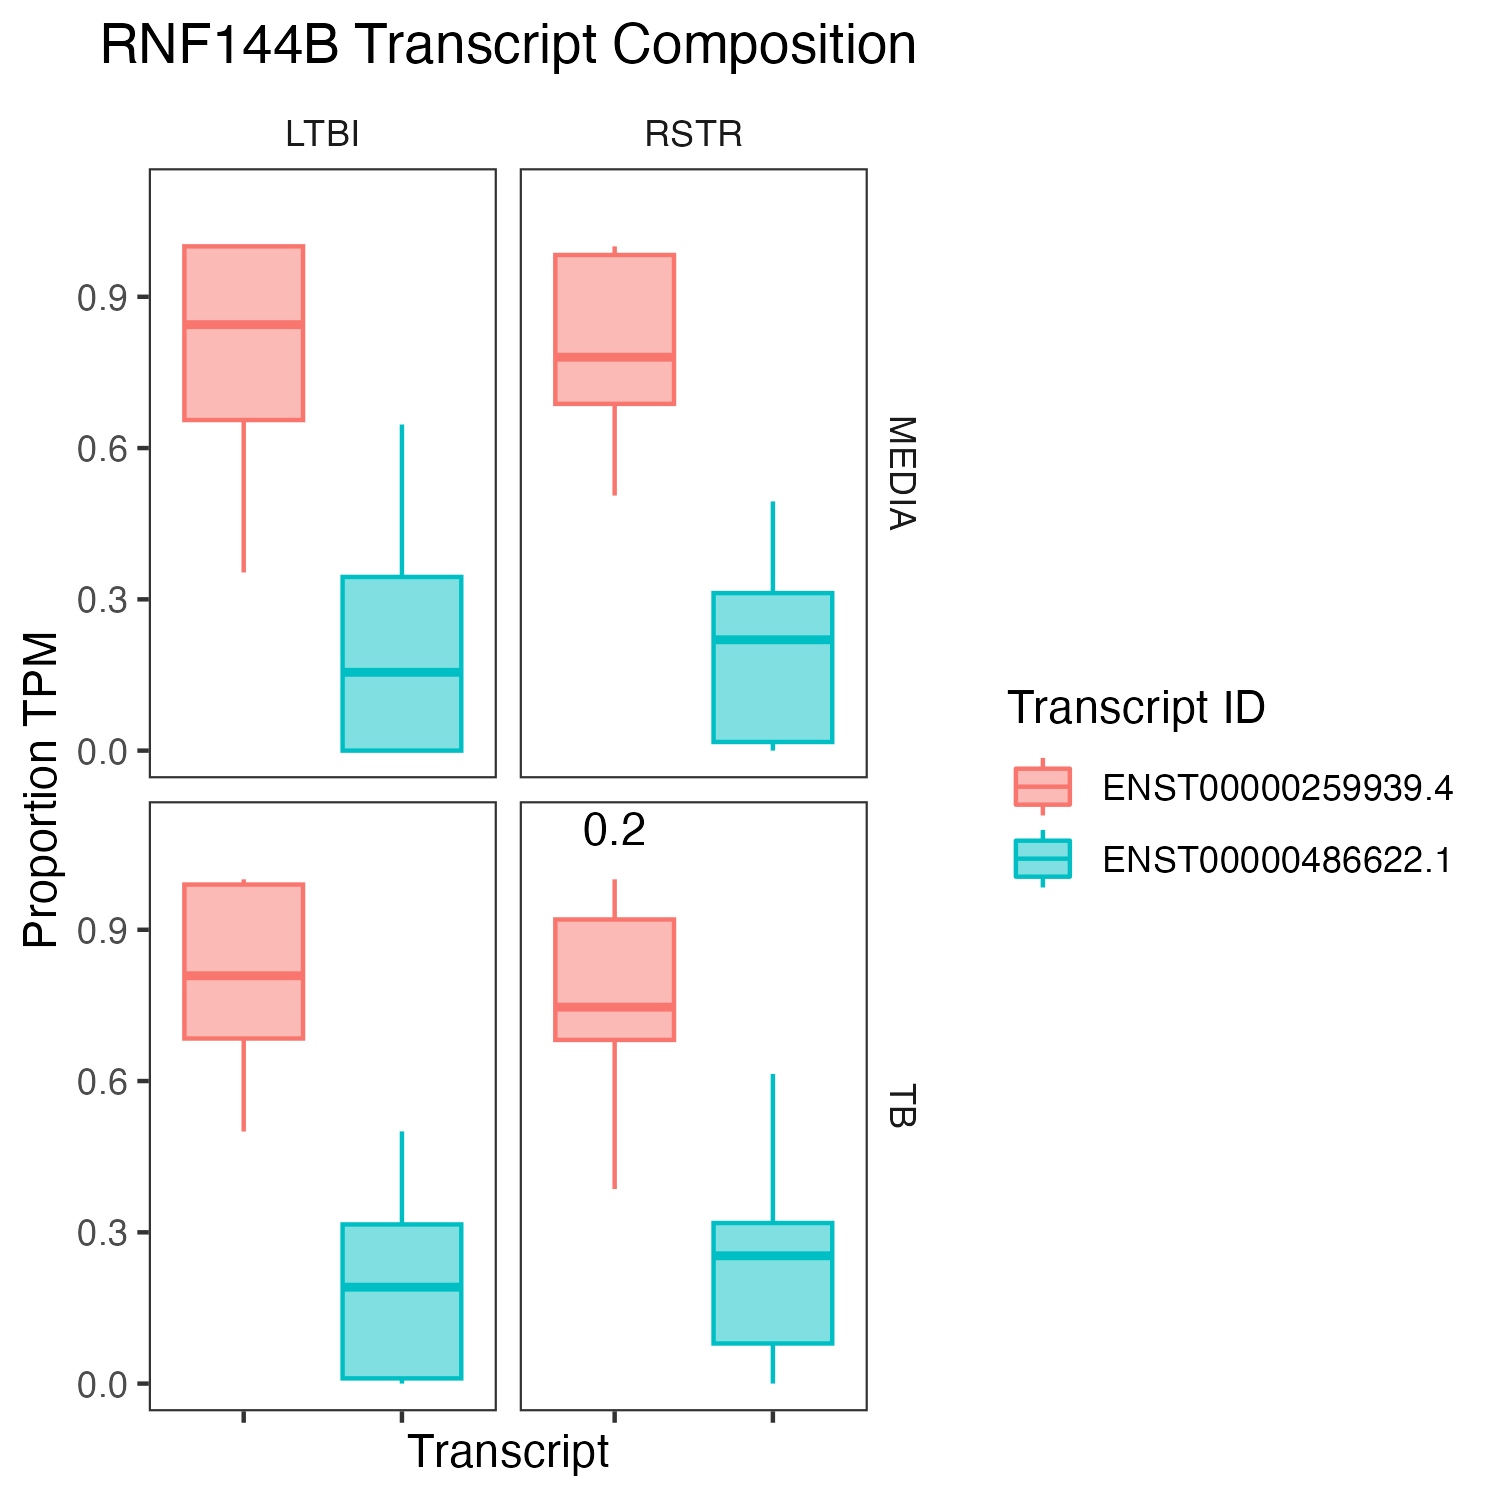 RNF144B Transcript Composition
LTBI
RSTR
0.9
0.6
0.3
0.0
MEDIA
0.2
0.9
0.6
0.3
0.0
TB
Proportion TPM
Transcript
Transcript ID
ENST00000259939.4
ENST00000486622.1